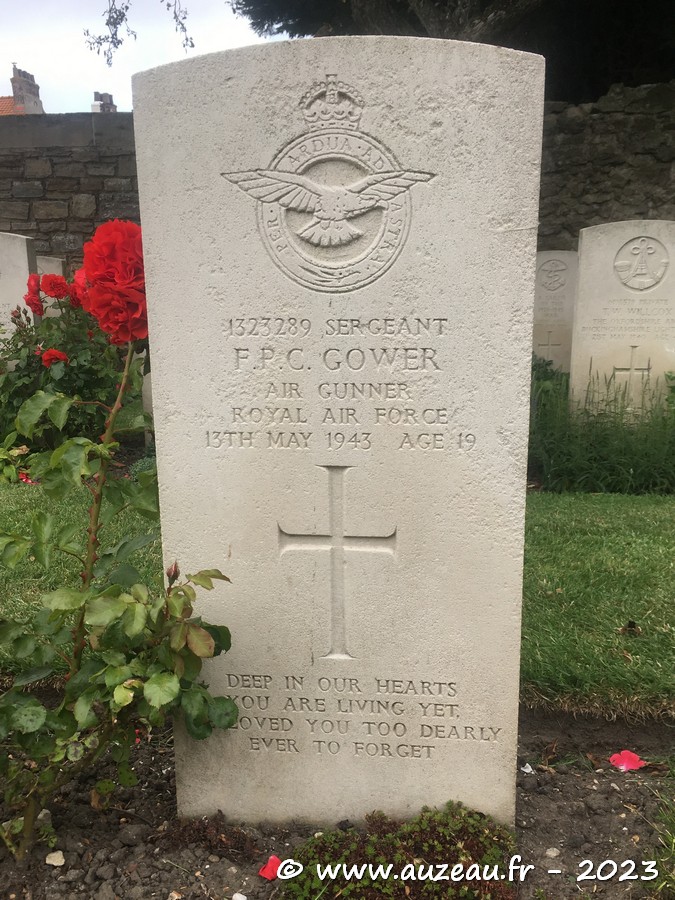 PER ARDUA AD ASTRA
1323289 SERGEANT
F.P.C. GOWER
AIR GUNNER
ROYAL AIR FORCE
13TH MAY 1943 AGE 19
DEEP IN OUR HEARTS
YOU ARE LIVING YET,
LOVED YOU TOO DEARLY
EVER TO FORGET
T.W. WILLCOX
© www.auzeau.fr - 2023